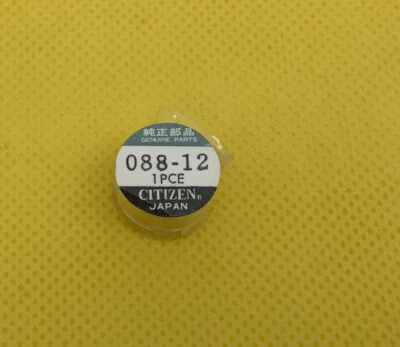 純正部品
GENUINE PARTS
088-12
1PCE
CITIZEN®
JAPAN